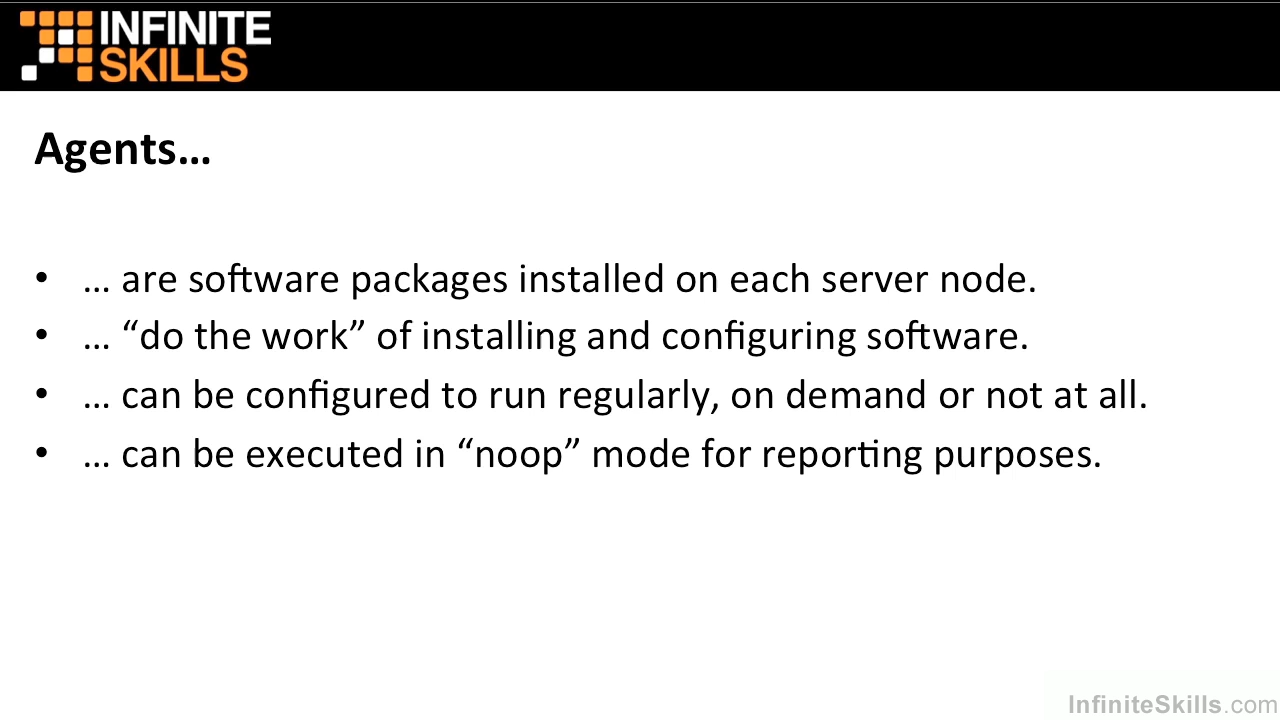 INFINITE
SKILLS
Agents…
• … are software packages installed on each server node.
• … “do the work” of installing and configuring software.
• … can be configured to run regularly, on demand or not at all.
• … can be executed in “noop” mode for reporting purposes.
InfiniteSkills.com